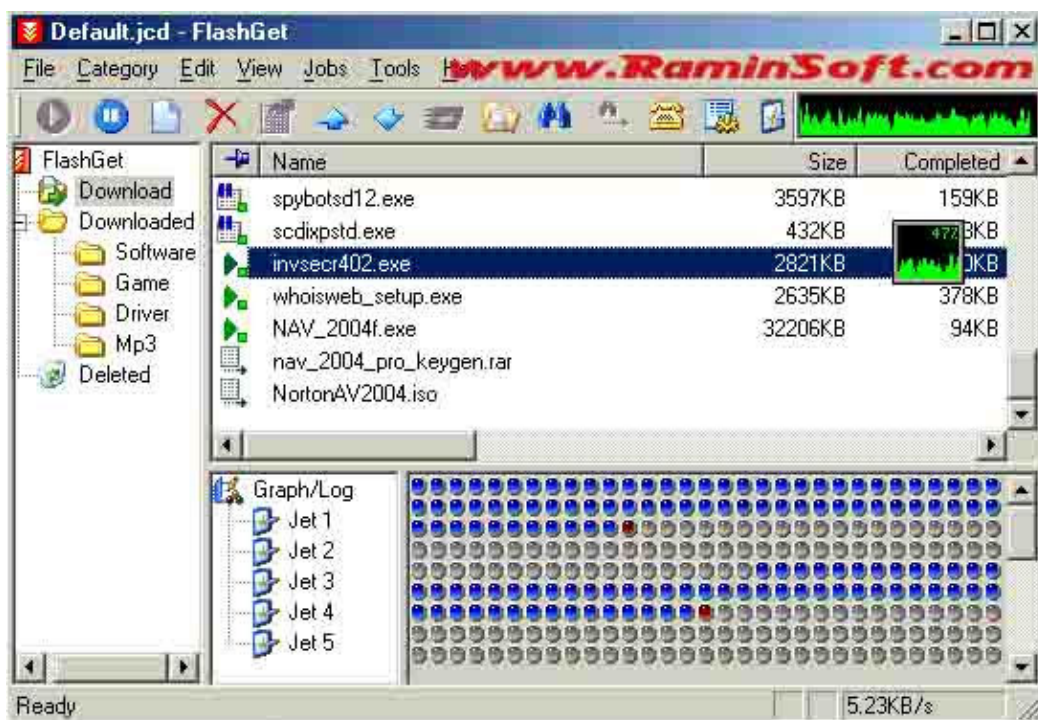 Default.jcd - FlashGet
File Category Edit View Jobs Tools
www.RaminSoft.com
FlashGet
Download
Downloaded
Software
Game
Driver
Mp3
Deleted
Name Size Completed
spybotsd12.exe 3597KB 159KB
scdixpstd.exe 432KB
invsecr402.exe 2821KB
whoisweb_setup.exe 2635KB 378KB
NAV_2004f.exe 32206KB 94KB
nav_2004_pro_keygen.rar
NortonAV2004.iso
472
Graph/Log
Jet 1
Jet 2
Jet 3
Jet 4
Jet 5
Ready 5.23KB/s